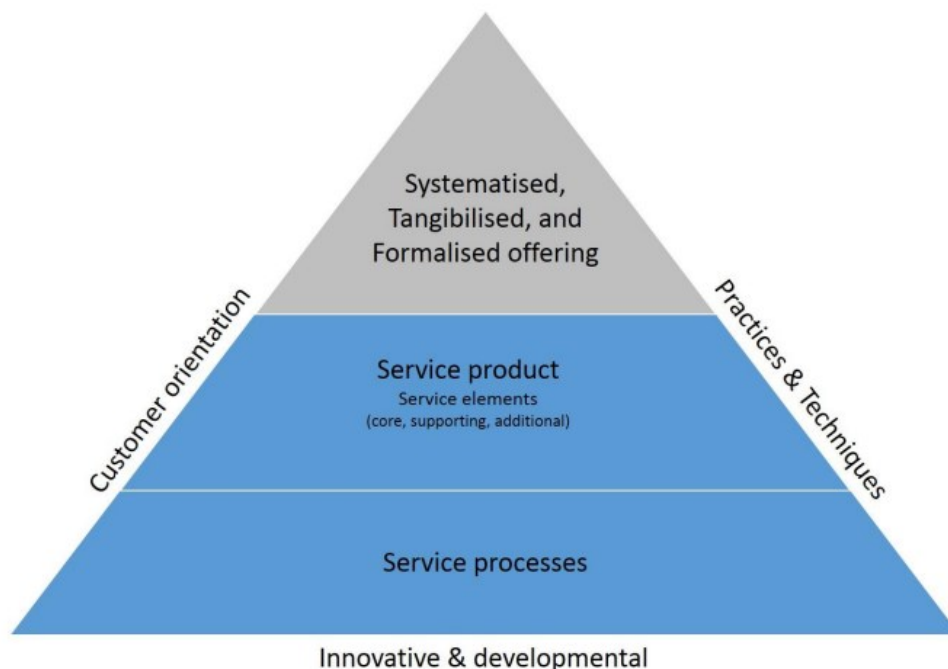 Systematised,
Tangibilised, and
Formalised offering
Customer orientation
Practices & Techniques
Service product
Service elements
(core, supporting, additional)
Service processes
Innovative & developmental